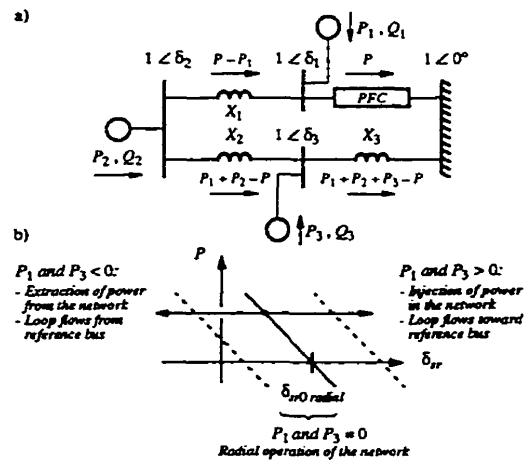 a)
P₁ , Q₁
1∠δ₂
P−P₁
1∠δ₁
P
1∠0°
X₁
PFC
X₂
1∠δ₃
X₃
P₂ , Q₂
P₁ + P₂ − P
P₁ + P₂ + P₃ − P
P₃ , Q₃
b)
P
P₁ and P₃ < 0:
- Extraction of power
from the network
- Loop flows from
reference bus
P₁ and P₃ > 0:
- Injection of power
in the network
- Loop flows toward
reference bus
δsr
δsr0 radial
P₁ and P₃ = 0
Radial operation of the network